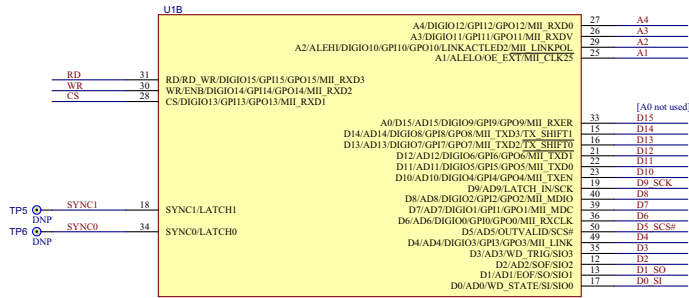 U1B
A4/DIGIO12/GPI12/GPO12/MII_RXD0 27 A4
A3/DIGIO11/GPI11/GPO11/MII_RXDV 26 A3
A2/ALEHI/DIGIO10/GPI10/GPO10/LINKACTLED2/MII_LINKPOL 29 A2
A1/ALELO/OE_EXT/MII_CLK25 25 A1
RD 31 RD/RD_WR/DIGIO15/GPI15/GPO15/MII_RXD3
WR 30 WR/ENB/DIGIO14/GPI14/GPO14/MII_RXD2
CS 28 CS/DIGIO13/GPI13/GPO13/MII_RXD1
[A0 not used]
A0/D15/AD15/DIGIO9/GPI9/GPO9/MII_RXER 33 D15
D14/AD14/DIGIO8/GPI8/GPO8/MII_TXD3/TX_SHIFT1 15 D14
D13/AD13/DIGIO7/GPI7/GPO7/MII_TXD2/TX_SHIFT0 16 D13
D12/AD12/DIGIO6/GPI6/GPO6/MII_TXD1 21 D12
D11/AD11/DIGIO5/GPI5/GPO5/MII_TXD0 22 D11
D10/AD10/DIGIO4/GPI4/GPO4/MII_TXEN 23 D10
D9/AD9/LATCH_IN/SCK 19 D9_SCK
D8/AD8/DIGIO2/GPI2/GPO2/MII_MDIO 40 D8
TP5 DNP SYNC1 18 SYNC1/LATCH1
D7/AD7/DIGIO1/GPI1/GPO1/MII_MDC 39 D7
D6/AD6/DIGIO0/GPI0/GPO0/MII_RXCLK 36 D6
TP6 DNP SYNC0 34 SYNC0/LATCH0
D5/AD5/OUTVALID/SCS# 50 D5_SCS#
D4/AD4/DIGIO3/GPI3/GPO3/MII_LINK 49 D4
D3/AD3/WD_TRIG/SIO3 35 D3
D2/AD2/SOF/SIO2 12 D2
D1/AD1/EOF/SO/SIO1 13 D1_SO
D0/AD0/WD_STATE/SI/SIO0 17 D0_SI